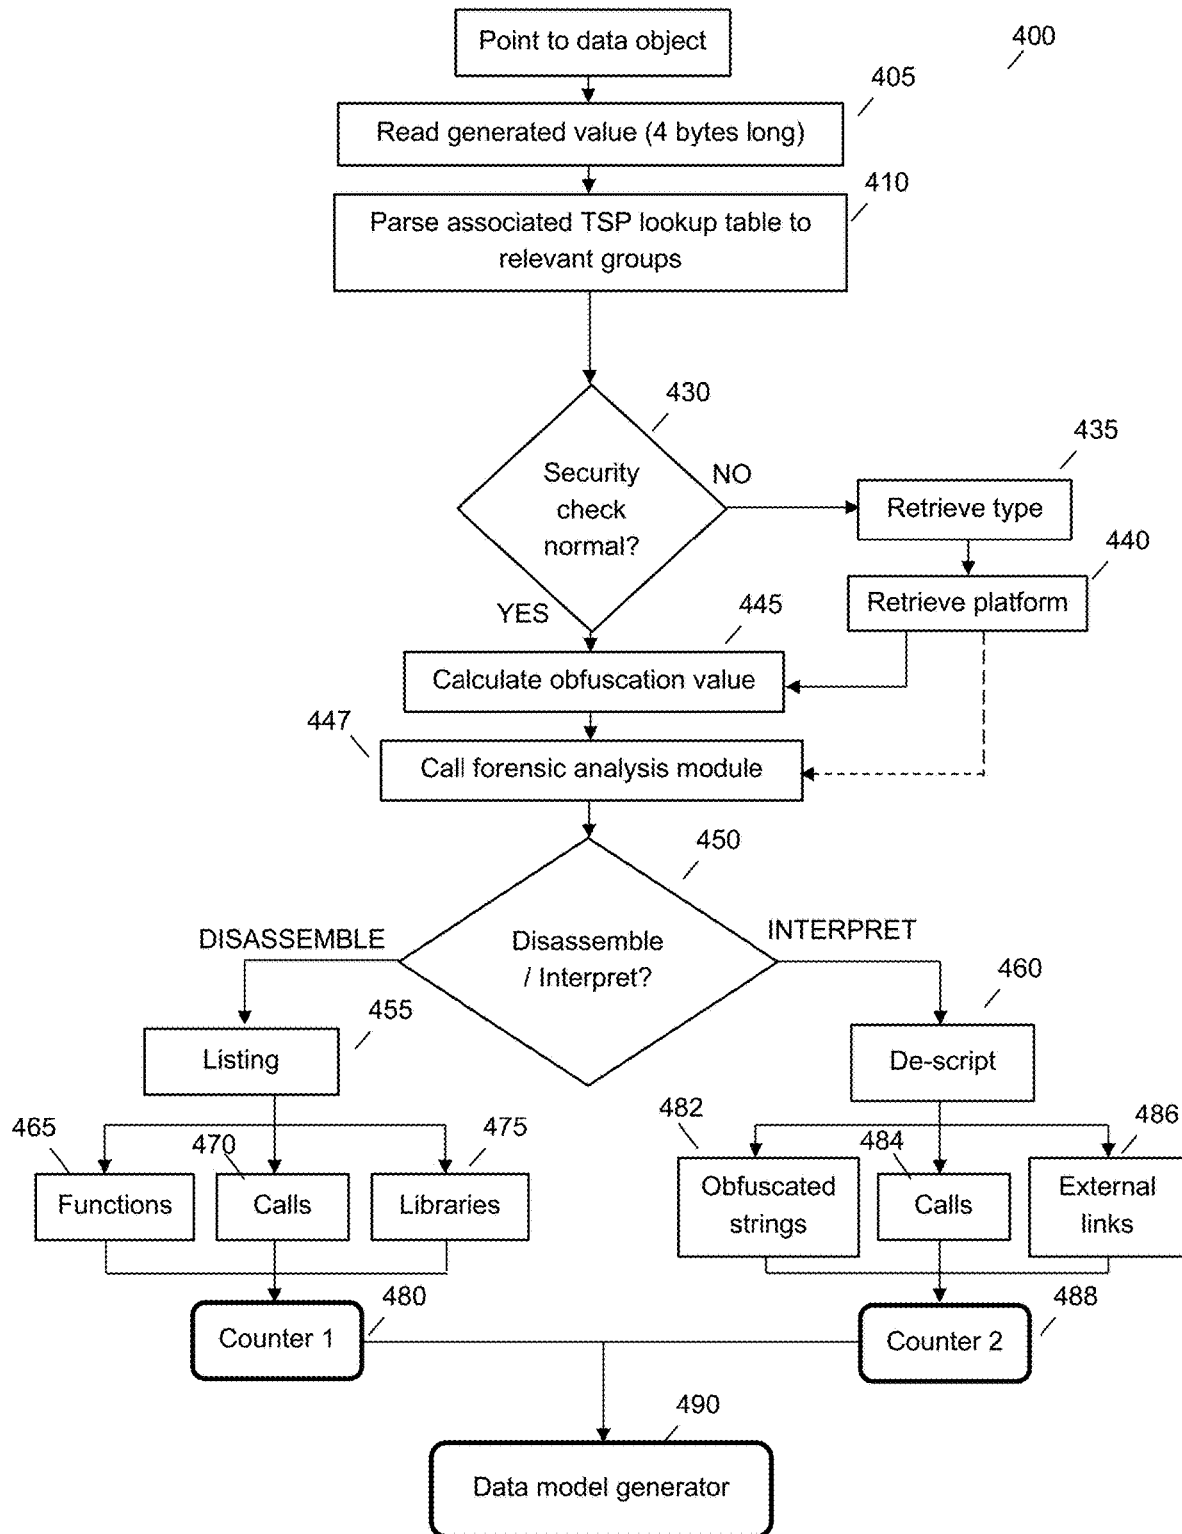 Point to data object
400
405
Read generated value (4 bytes long)
410
Parse associated TSP lookup table to
relevant groups
430
Security
check
normal?
NO
435
Retrieve type
440
Retrieve platform
YES
445
Calculate obfuscation value
447
Call forensic analysis module
450
Disassemble
/ Interpret?
DISASSEMBLE
INTERPRET
455
Listing
460
De-script
465
Functions
470
Calls
475
Libraries
482
Obfuscated
strings
484
Calls
486
External
links
480
Counter 1
488
Counter 2
490
Data model generator